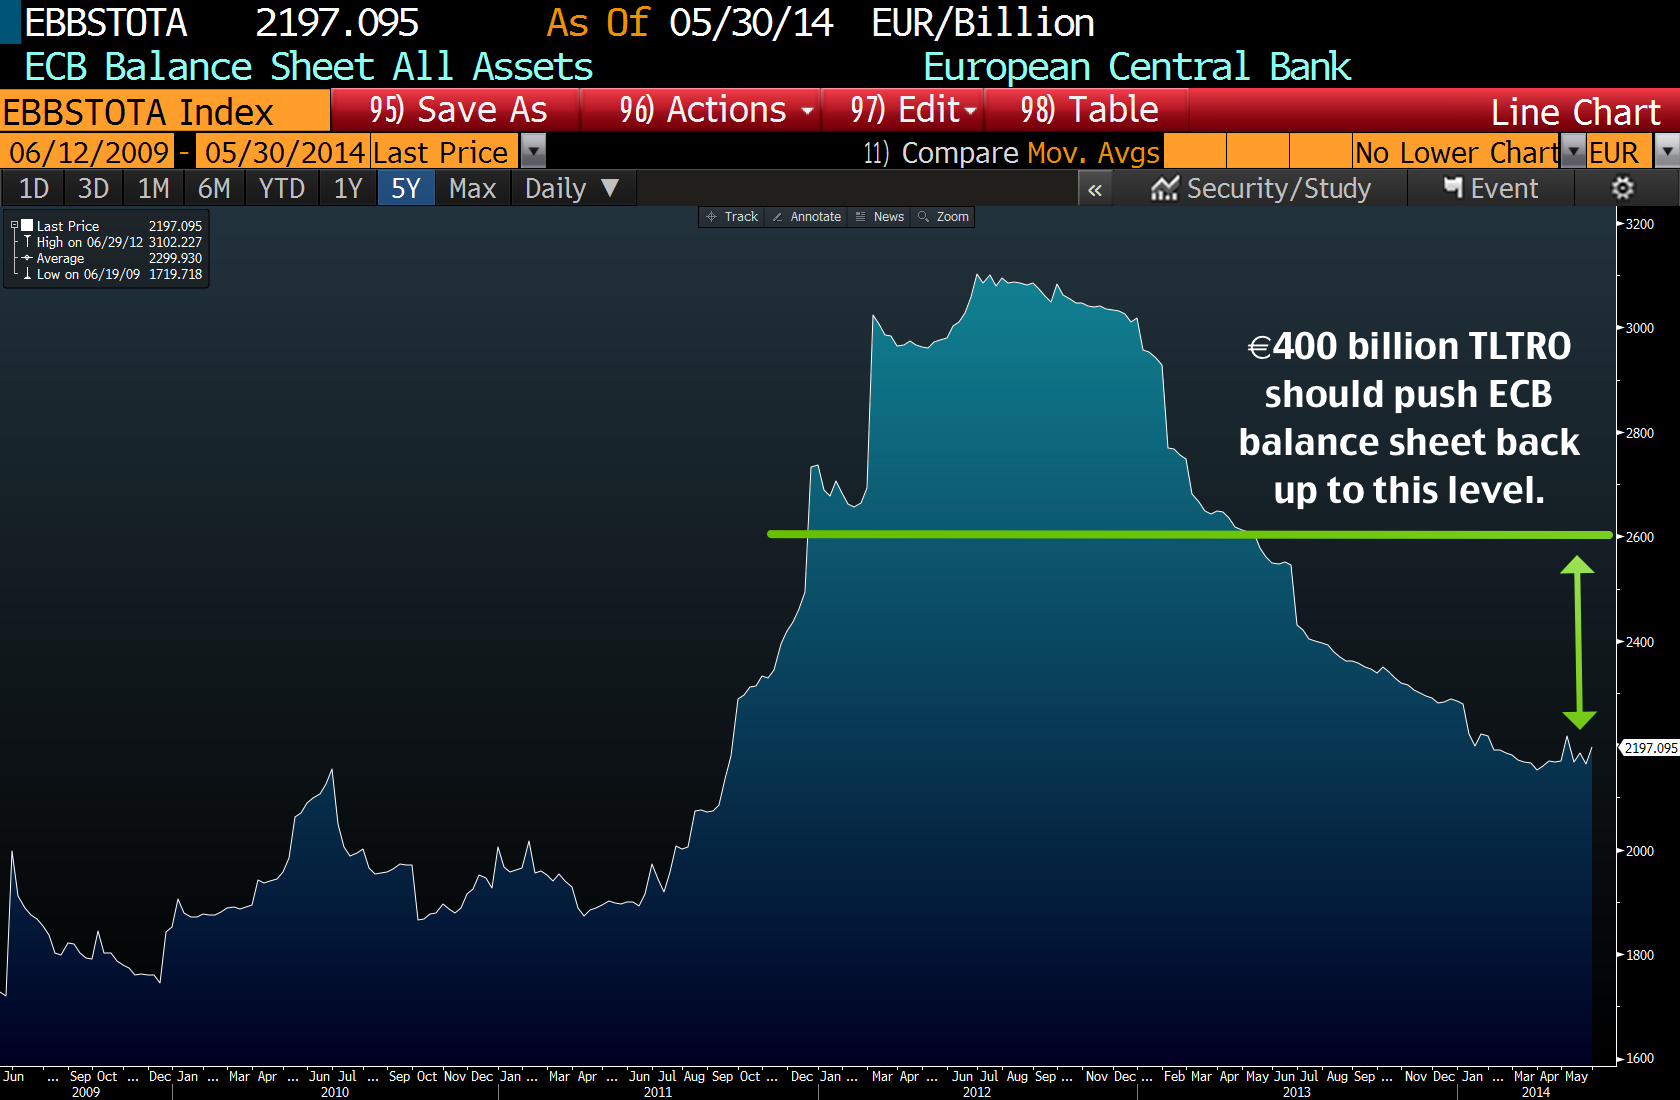 EBBSTOTA 2197.095 As Of 05/30/14 EUR/Billion
ECB Balance Sheet All Assets European Central Bank
EBBSTOTA Index 95) Save As 96) Actions 97) Edit 98) Table Line Chart
06/12/2009 - 05/30/2014 Last Price 11) Compare Mov. Avgs No Lower Chart EUR
1D 3D 1M 6M YTD 1Y 5Y Max Daily ▼ « Security/Study Event
Track Annotate News Zoom
Last Price 2197.095
High on 06/29/12 3102.227
Average 2299.930
Low on 06/19/09 1719.718
€400 billion TLTRO
should push ECB
balance sheet back
up to this level.
3200
3000
2800
2600
2400
2197.095
2000
1800
1600
Jun ... Sep Oct ... Dec Jan ... Mar Apr ... Jun Jul ... Sep Oct Nov Dec Jan ... Mar Apr ... Jun Jul Aug Sep Oct ... Dec Jan ... Mar Apr ... Jun Jul Aug Sep ... Nov Dec Feb Mar Apr May Jun Jul Aug Sep ... Nov Dec Jan ... Mar Apr May
2009 2010 2011 2012 2013 2014